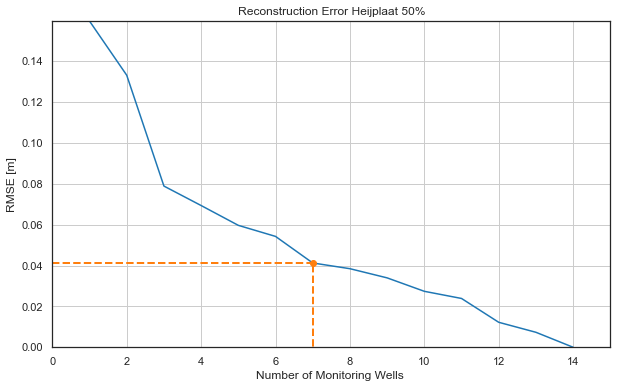 Reconstruction Error Heijplaat 50%
0.14
0.12
0.10
0.08
0.06
0.04
0.02
0.00
RMSE [m]
0 2 4 6 8 10 12 14
Number of Monitoring Wells